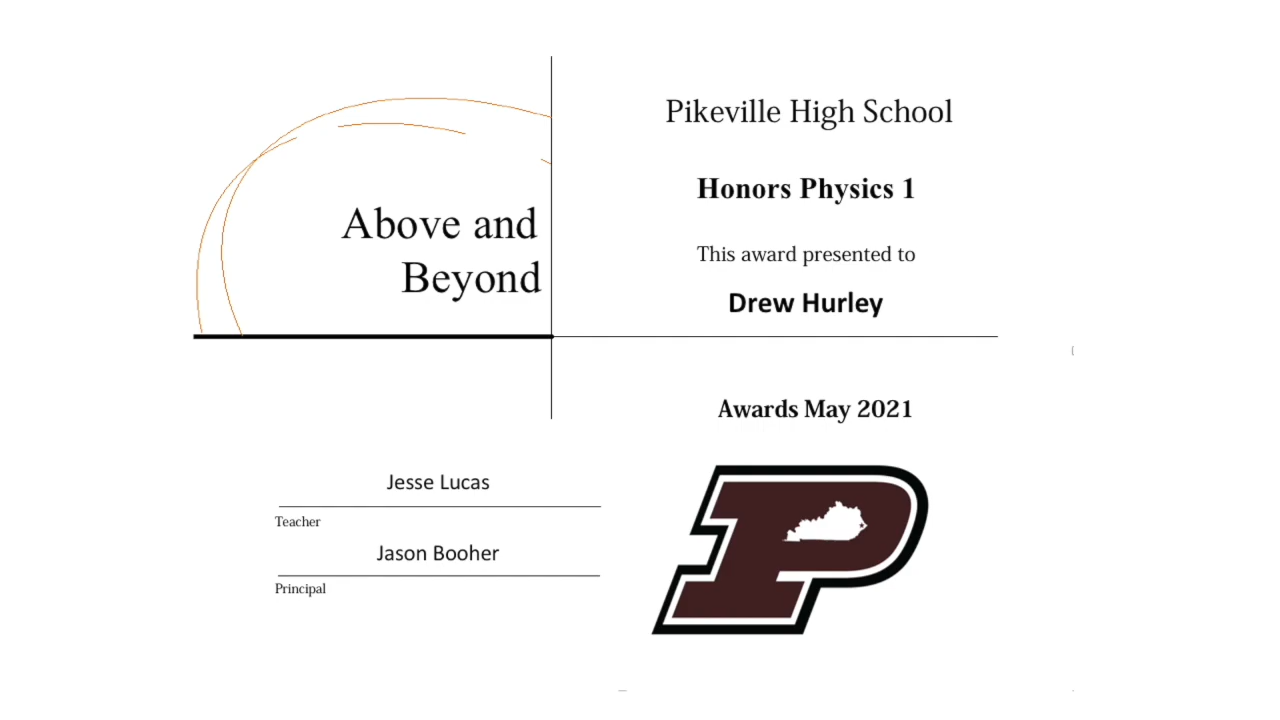 Above and
Beyond
Pikeville High School
Honors Physics 1
This award presented to
Drew Hurley
Awards May 2021
Jesse Lucas
Teacher
Jason Booher
Principal
P